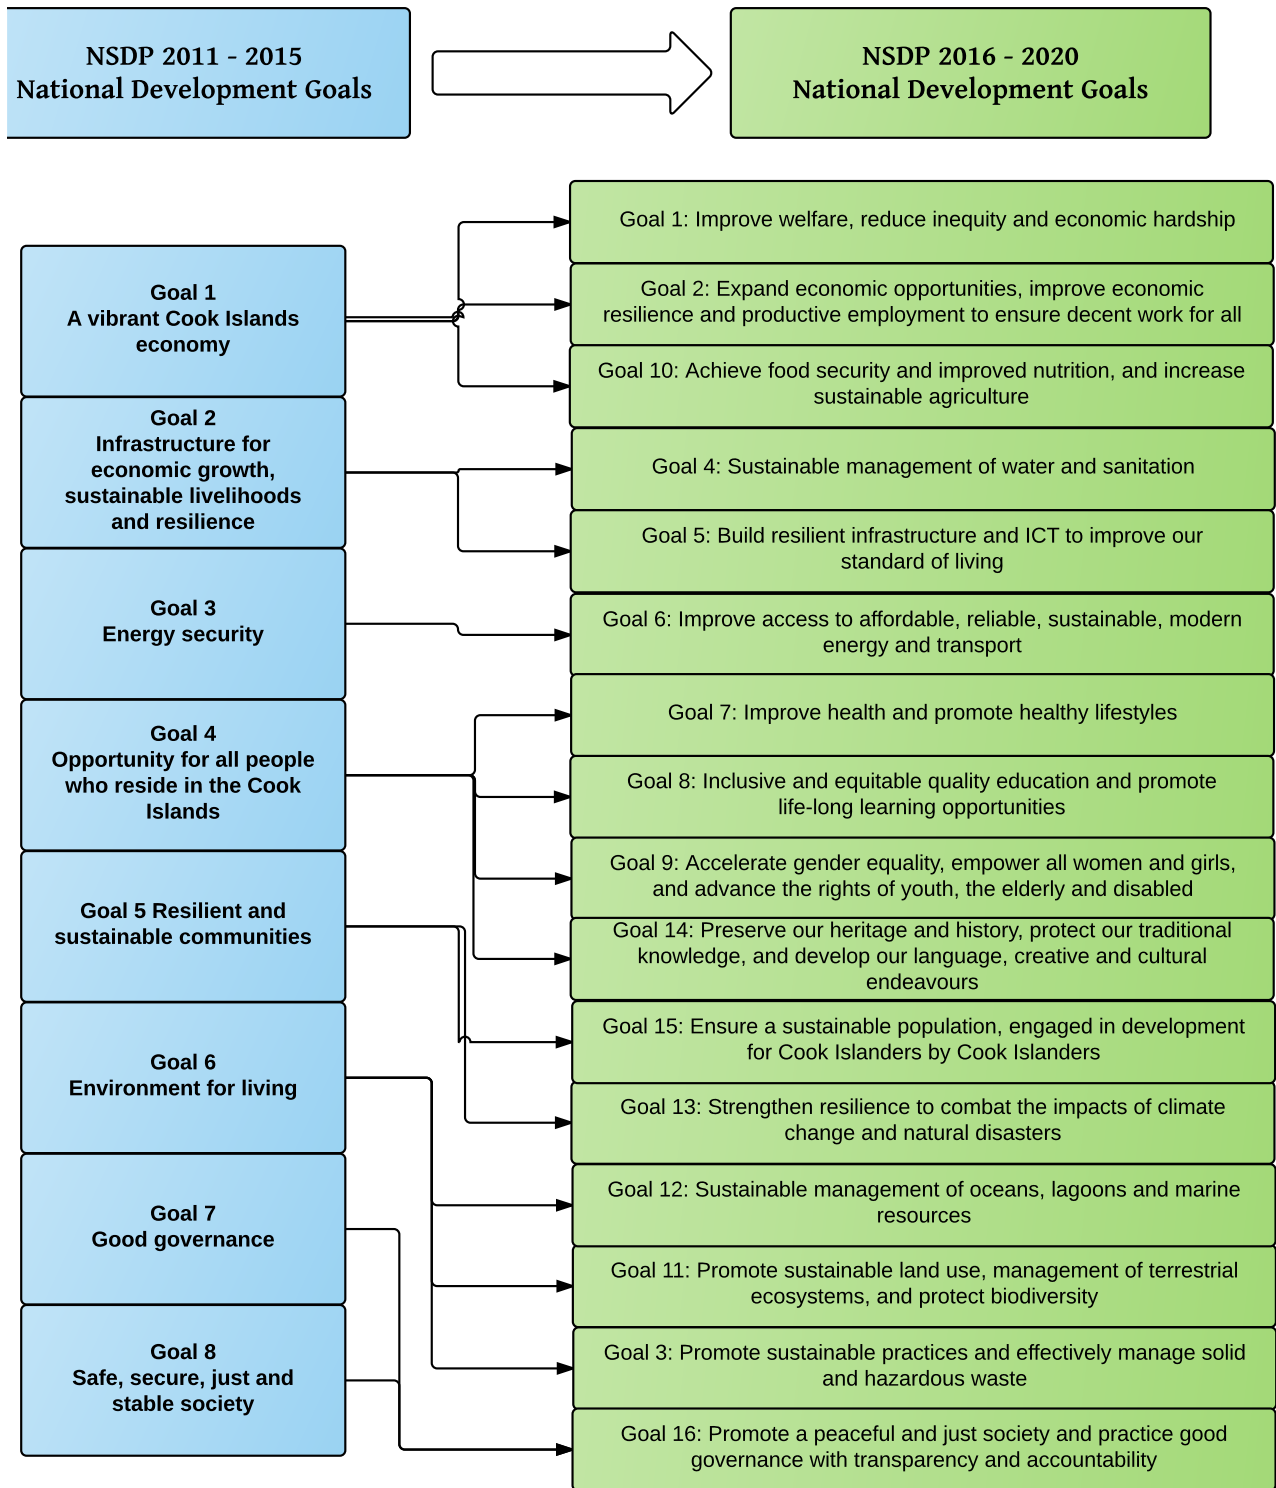 NSDP 2011 - 2015
National Development Goals
NSDP 2016 - 2020
National Development Goals
Goal 1
A vibrant Cook Islands
economy
Goal 2
Infrastructure for
economic growth,
sustainable livelihoods
and resilience
Goal 3
Energy security
Goal 4
Opportunity for all people
who reside in the Cook
Islands
Goal 5 Resilient and
sustainable communities
Goal 6
Environment for living
Goal 7
Good governance
Goal 8
Safe, secure, just and
stable society
Goal 1: Improve welfare, reduce inequity and economic hardship
Goal 2: Expand economic opportunities, improve economic
resilience and productive employment to ensure decent work for all
Goal 10: Achieve food security and improved nutrition, and increase
sustainable agriculture
Goal 4: Sustainable management of water and sanitation
Goal 5: Build resilient infrastructure and ICT to improve our
standard of living
Goal 6: Improve access to affordable, reliable, sustainable, modern
energy and transport
Goal 7: Improve health and promote healthy lifestyles
Goal 8: Inclusive and equitable quality education and promote
life-long learning opportunities
Goal 9: Accelerate gender equality, empower all women and girls,
and advance the rights of youth, the elderly and disabled
Goal 14: Preserve our heritage and history, protect our traditional
knowledge, and develop our language, creative and cultural
endeavours
Goal 15: Ensure a sustainable population, engaged in development
for Cook Islanders by Cook Islanders
Goal 13: Strengthen resilience to combat the impacts of climate
change and natural disasters
Goal 12: Sustainable management of oceans, lagoons and marine
resources
Goal 11: Promote sustainable land use, management of terrestrial
ecosystems, and protect biodiversity
Goal 3: Promote sustainable practices and effectively manage solid
and hazardous waste
Goal 16: Promote a peaceful and just society and practice good
governance with transparency and accountability